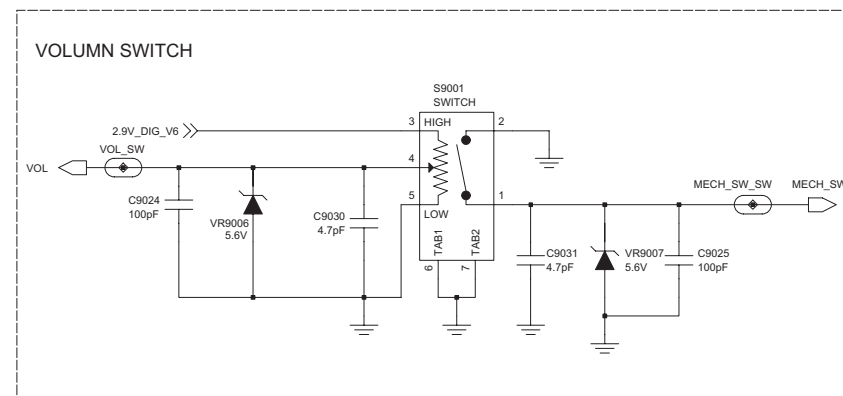 VOLUMN SWITCH
S9001
SWITCH
3
HIGH
2
2.9V_DIG_V6
VOL_SW
4
VOL
5
1
MECH_SW_SW
MECH_SW
C9024
100pF
VR9006
5.6V
C9030
4.7pF
LOW
TAB1
TAB2
C9031
4.7pF
VR9007
5.6V
C9025
100pF
6
7